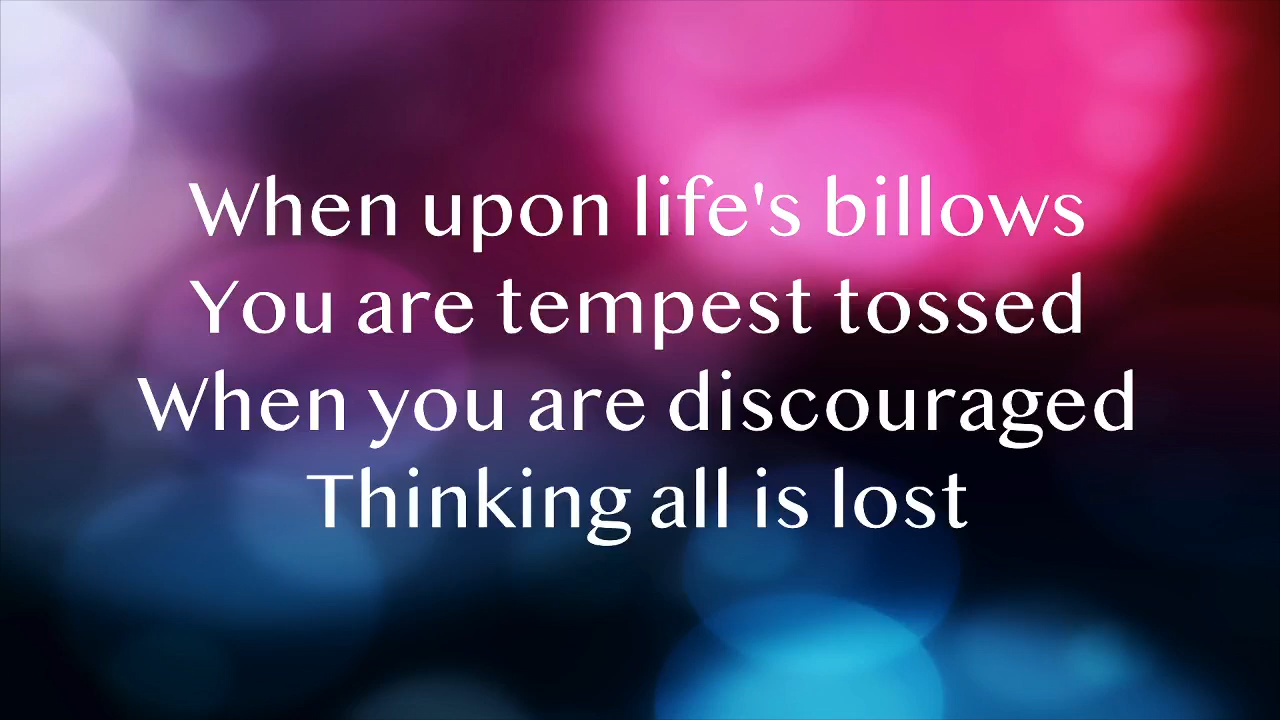 When upon life's billows
You are tempest tossed
When you are discouraged
Thinking all is lost